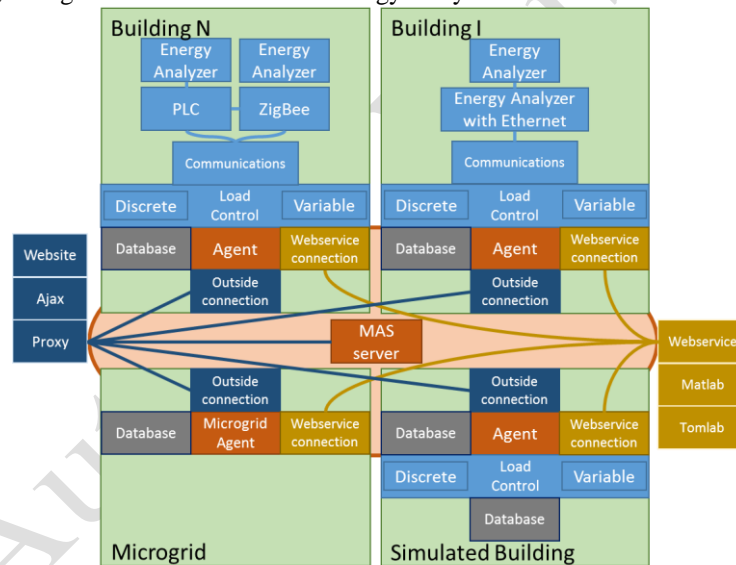 Building N
Energy
Analyzer
Energy
Analyzer
PLC
ZigBee
Communications
Discrete
Load
Control
Variable
Database
Agent
Webservice
connection
Outside
connection
Building I
Energy
Analyzer
Energy Analyzer
with Ethernet
Communications
Discrete
Load
Control
Variable
Database
Agent
Webservice
connection
Outside
connection
Website
Ajax
Proxy
MAS
server
Webservice
Matlab
Tomlab
Outside
connection
Database
Microgrid
Agent
Webservice
connection
Microgrid
Outside
connection
Database
Agent
Webservice
connection
Discrete
Load
Control
Variable
Database
Simulated Building